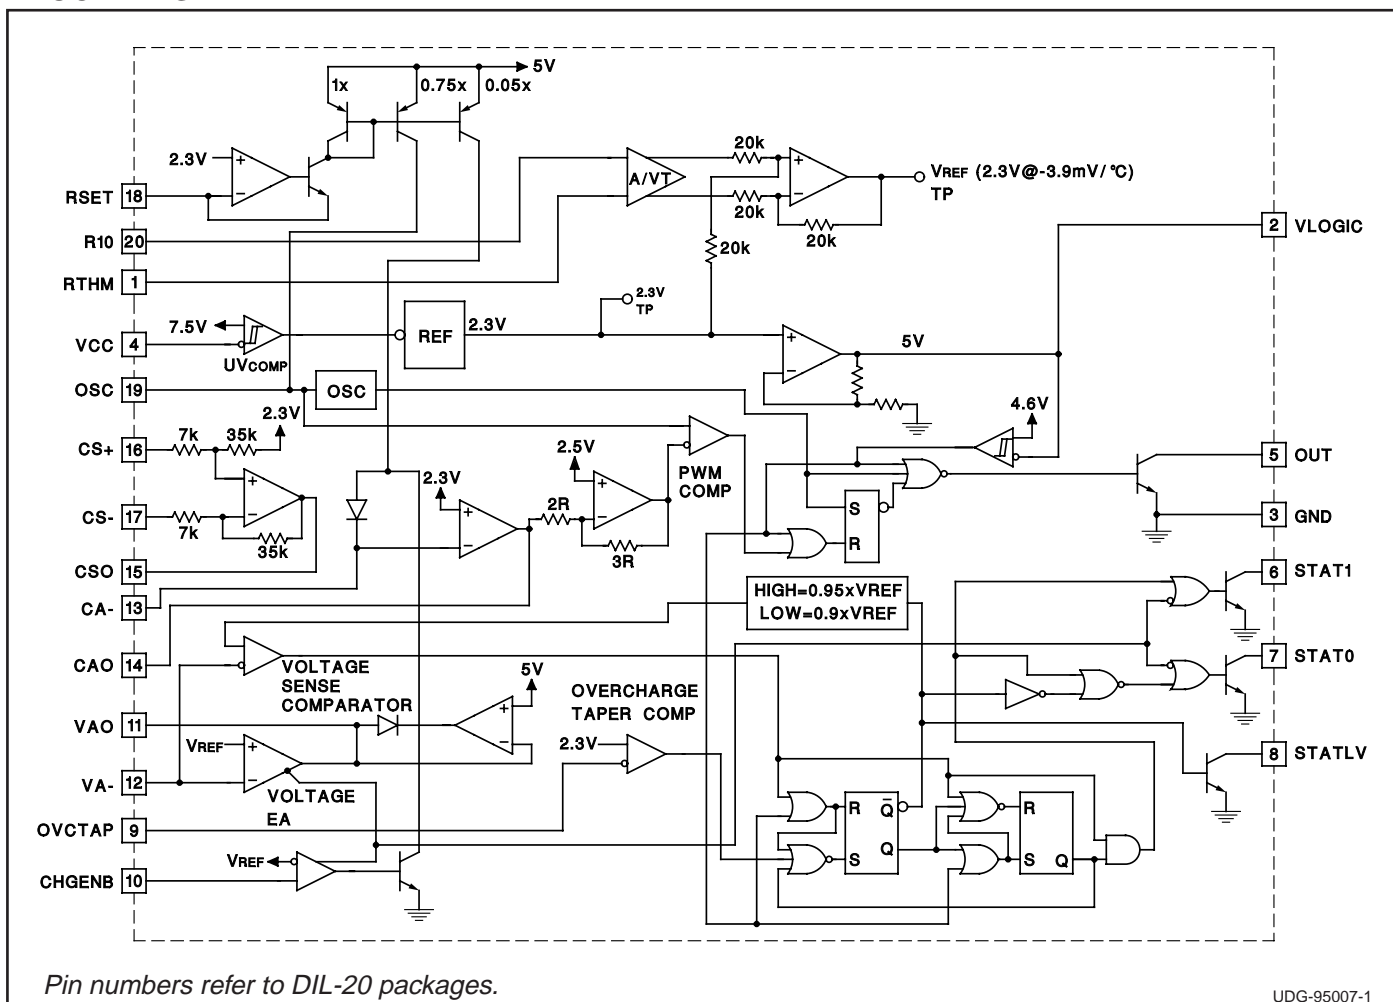 5V
1x
0.75x
0.05x
2.3V
+
−
RSET 18
R10 20
RTHM 1
A/VT
20k
20k
20k
20k
+
−
VREF (2.3V@-3.9mV/°C)
TP
2 VLOGIC
7.5V
VCC 4
UVCOMP
REF
2.3V
2.3V
TP
+
−
5V
OSC 19
OSC
4.6V
2.3V
7k
35k
CS+ 16
+
−
CS- 17
7k
35k
CSO 15
CA- 13
2.3V
+
−
2R
2.5V
+
−
3R
PWM
COMP
S
R
5 OUT
3 GND
HIGH=0.95xVREF
LOW=0.9xVREF
6 STAT1
CAO 14
VOLTAGE
SENSE
COMPARATOR
5V
+
−
OVERCHARGE
TAPER COMP
7 STAT0
VAO 11
VREF
+
−
2.3V
8 STATLV
VA- 12
VOLTAGE
EA
R
Q̅
S
Q
R
S
Q
OVCTAP 9
VREF
CHGENB 10
Pin numbers refer to DIL-20 packages.
UDG-95007-1